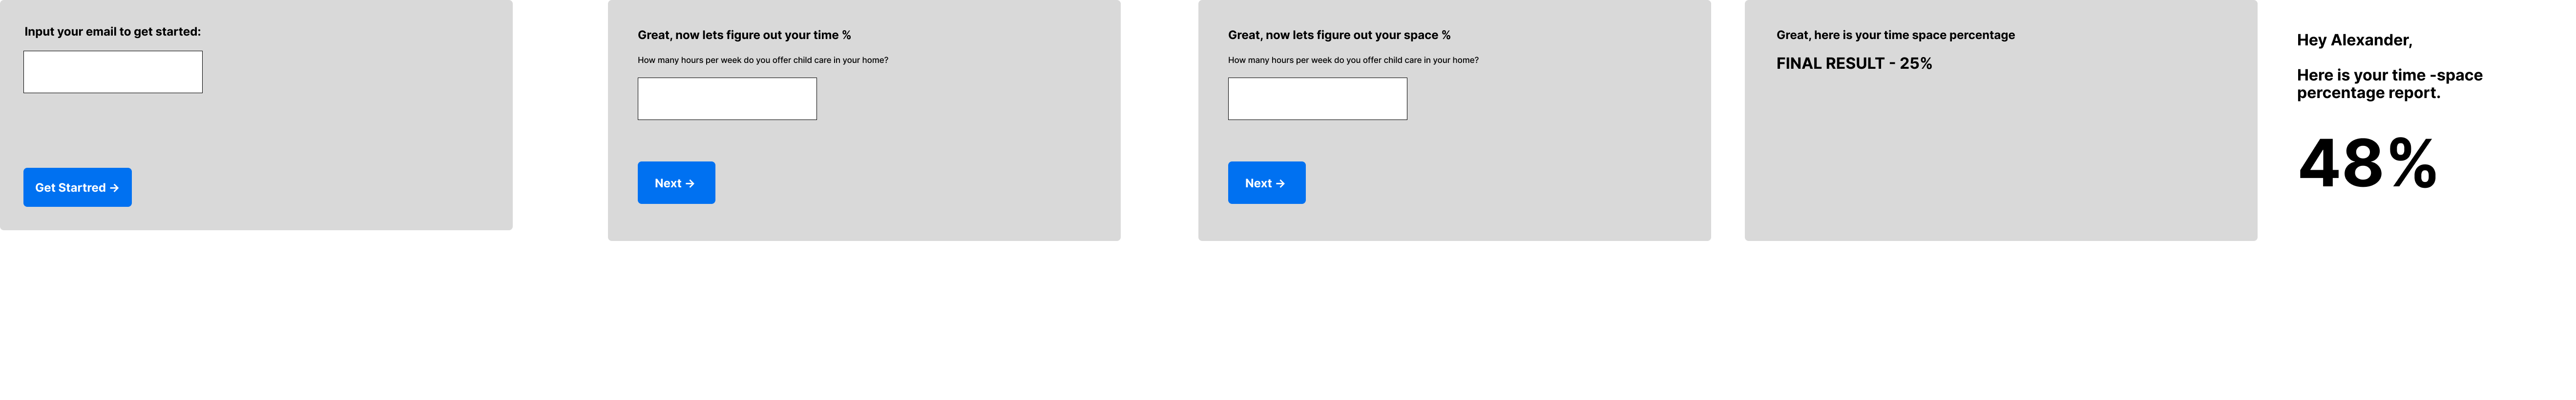 Input your email to get started:
Get Startred →
Great, now lets figure out your time %
How many hours per week do you offer child care in your home?
Next →
Great, now lets figure out your space %
How many hours per week do you offer child care in your home?
Next →
Great, here is your time space percentage
FINAL RESULT - 25%
Hey Alexander,
Here is your time -space
percentage report.
48%